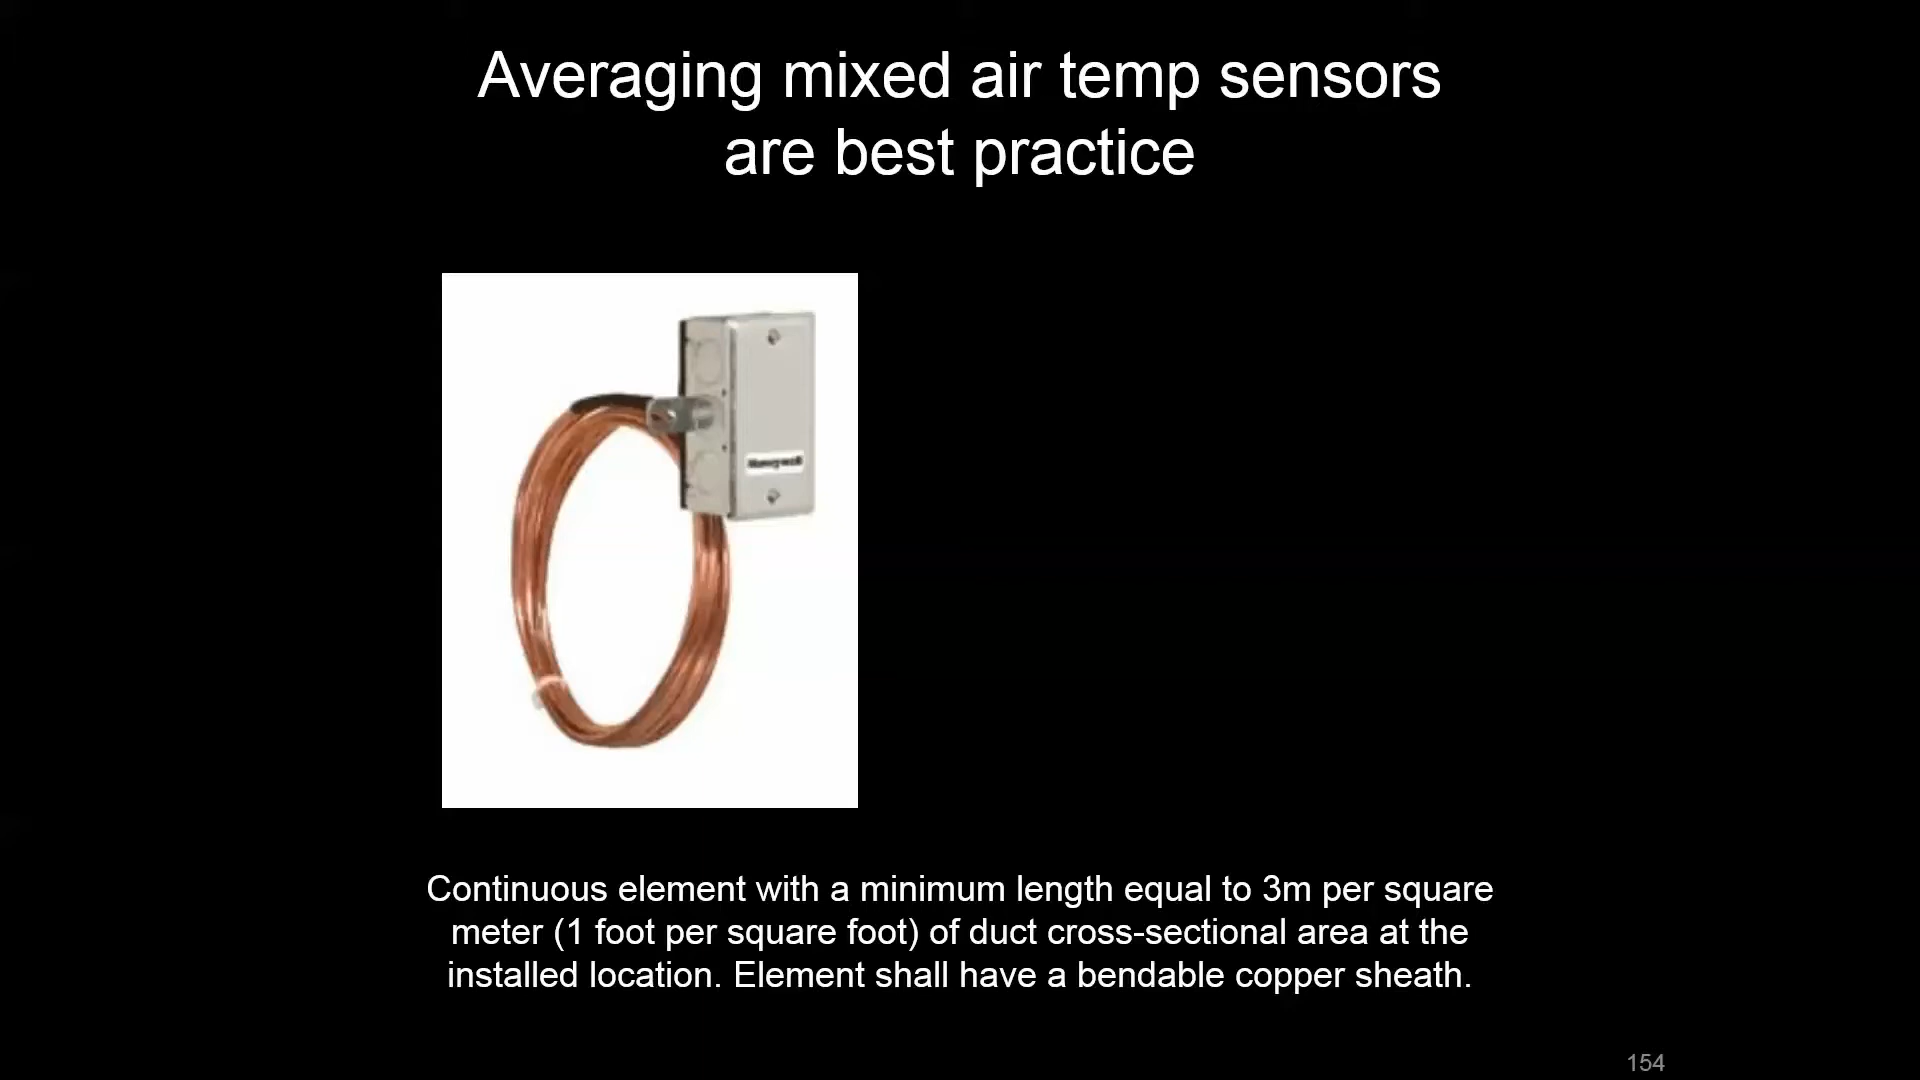 Averaging mixed air temp sensors
are best practice
Honeywell
Continuous element with a minimum length equal to 3m per square
meter (1 foot per square foot) of duct cross-sectional area at the
installed location. Element shall have a bendable copper sheath.
154